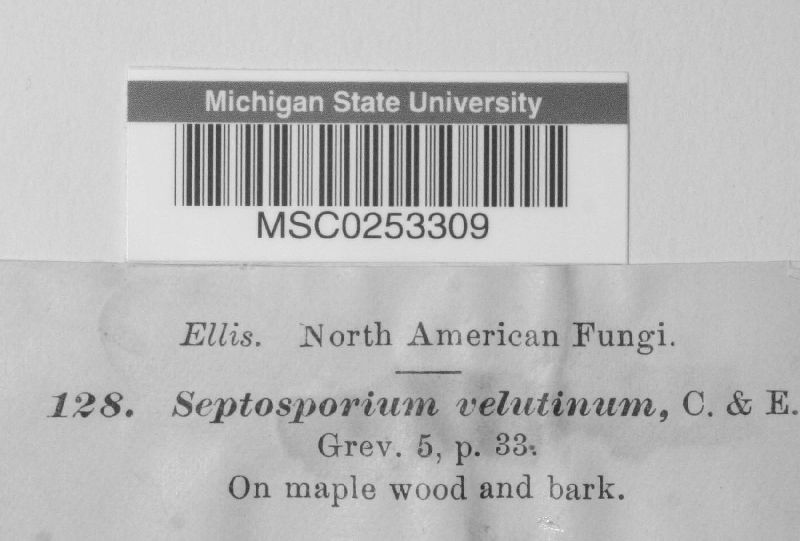 Michigan State University
MSC0253309
Ellis. North American Fungi.
128. Septosporium velutinum, C. & E.
Grev. 5, p. 33.
On maple wood and bark.